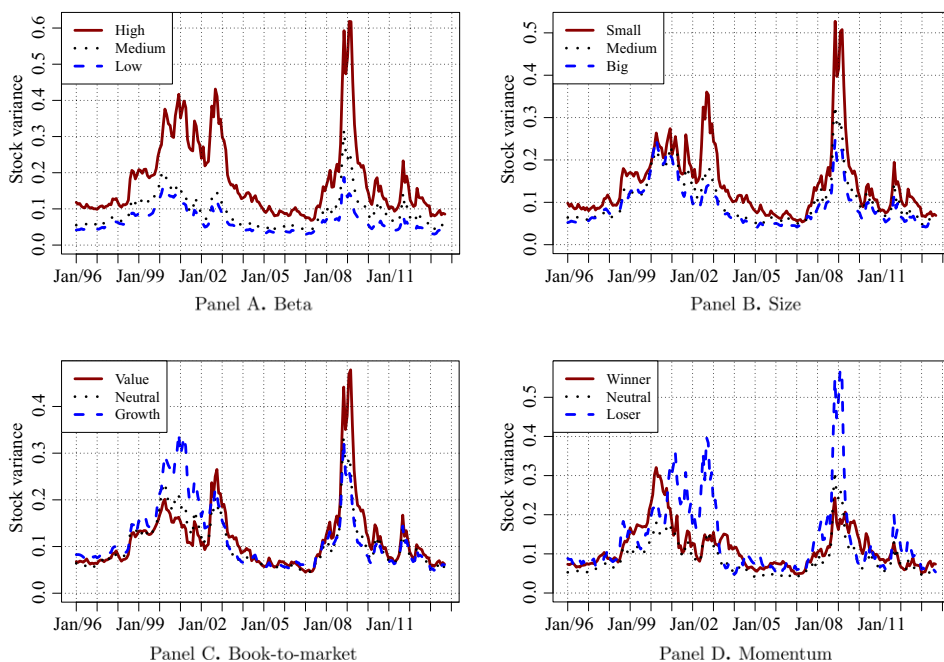 High
Medium
Low
Stock variance
0.0 0.1 0.2 0.3 0.4 0.5 0.6
Jan/96 Jan/99 Jan/02 Jan/05 Jan/08 Jan/11
Panel A. Beta
Small
Medium
Big
Stock variance
0.0 0.1 0.2 0.3 0.4 0.5
Jan/96 Jan/99 Jan/02 Jan/05 Jan/08 Jan/11
Panel B. Size
Value
Neutral
Growth
Stock variance
0.0 0.1 0.2 0.3 0.4
Jan/96 Jan/99 Jan/02 Jan/05 Jan/08 Jan/11
Panel C. Book-to-market
Winner
Neutral
Loser
Stock variance
0.0 0.1 0.2 0.3 0.4 0.5
Jan/96 Jan/99 Jan/02 Jan/05 Jan/08 Jan/11
Panel D. Momentum